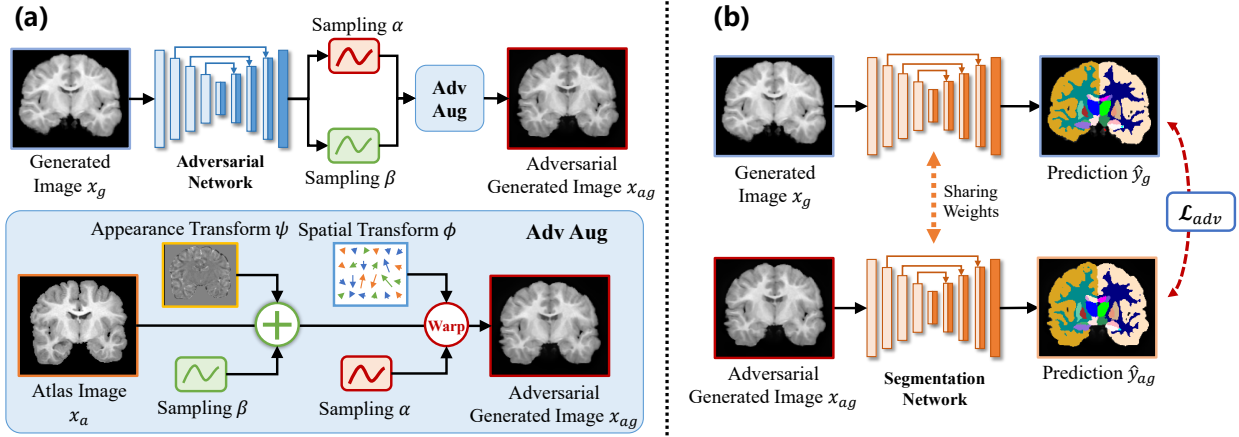 (a)
Sampling α
Adv
Aug
Generated
Image x_g
Adversarial
Network
Sampling β
Adversarial
Generated Image x_ag
Appearance Transform ψ
Spatial Transform ϕ
Adv Aug
Warp
Atlas Image
x_a
Sampling β
Sampling α
Adversarial
Generated Image x_ag
(b)
Generated
Image x_g
Sharing
Weights
Prediction ŷ_g
ℒ_adv
Adversarial
Generated Image x_ag
Segmentation
Network
Prediction ŷ_ag